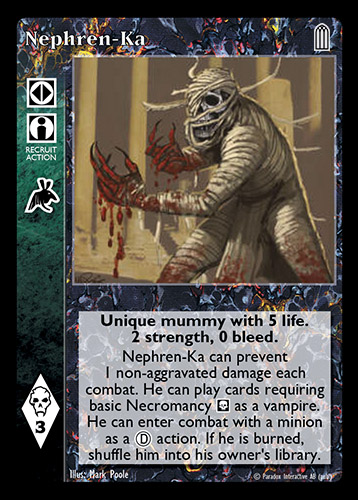 Nephren-Ka
RECRUIT
ACTION
Unique mummy with 5 life.
2 strength, 0 bleed.
Nephren-Ka can prevent
1 non-aggravated damage each
combat. He can play cards requiring
basic Necromancy as a vampire.
He can enter combat with a minion
as a Ⓓ action. If he is burned,
shuffle him into his owner's library.
3
Illus: Mark Poole
© Paradox Interactive AB (publ)